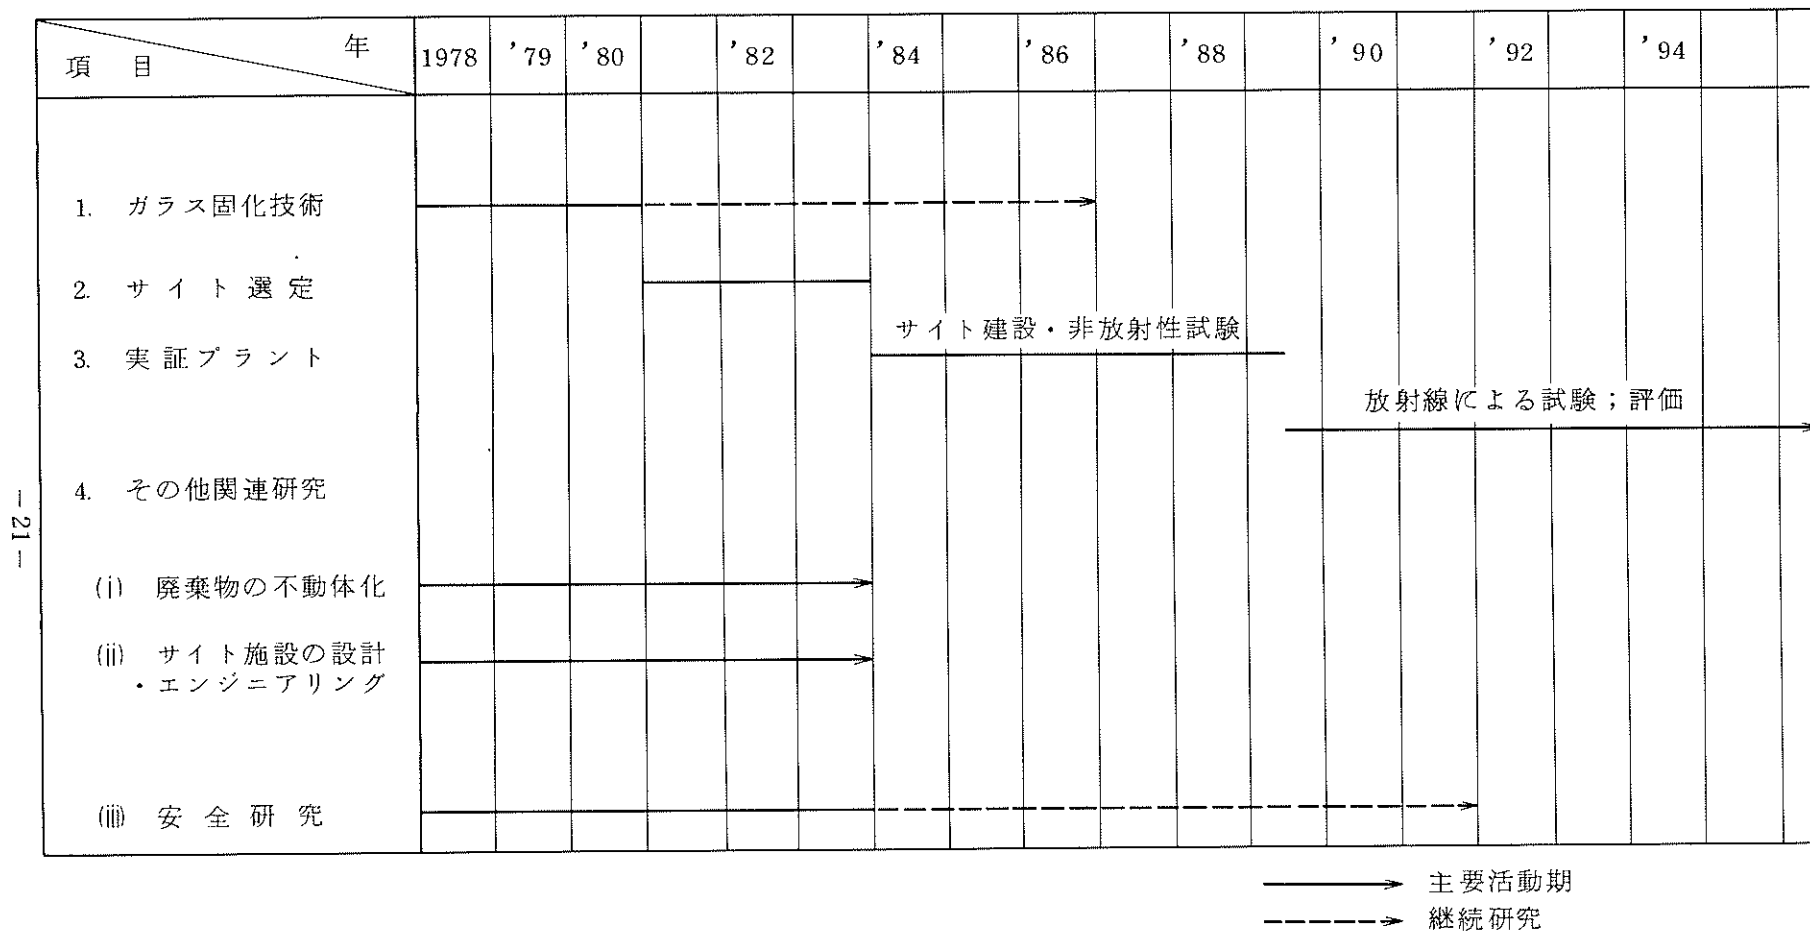 年
項 目
1978 '79 '80 '82 '84 '86 '88 '90 '92 '94
1. ガラス固化技術
2. サイト選定
サイト建設・非放射性試験
3. 実証プラント
放射線による試験；評価
4. その他関連研究
(i) 廃棄物の不動体化
(ii) サイト施設の設計
・エンジニアリング
(iii) 安全研究
主要活動期
継続研究
－21－